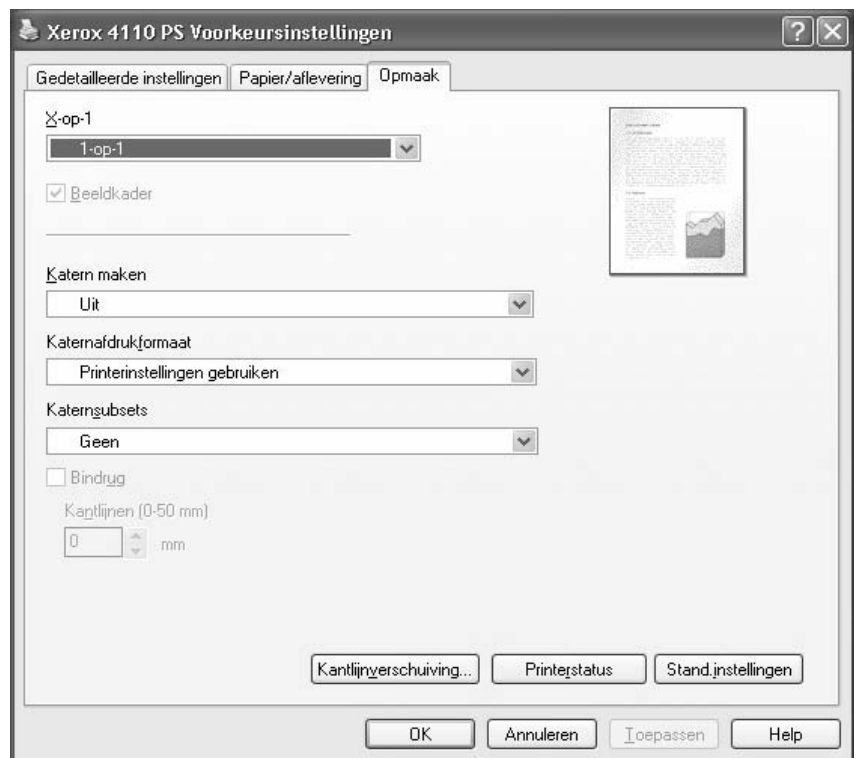 Xerox 4110 PS Voorkeursinstellingen
Gedetailleerde instellingen Papier/aflevering Opmaak
X-op-1
1-op-1
Beeldkader
Katern maken
Uit
Katernafdrukformaat
Printerinstellingen gebruiken
Katernsubsets
Geen
Bindrug
Kantlijnen (0-50 mm)
0 mm
Kantlijnverschuiving... Printerstatus Stand.instellingen
OK Annuleren Toepassen Help